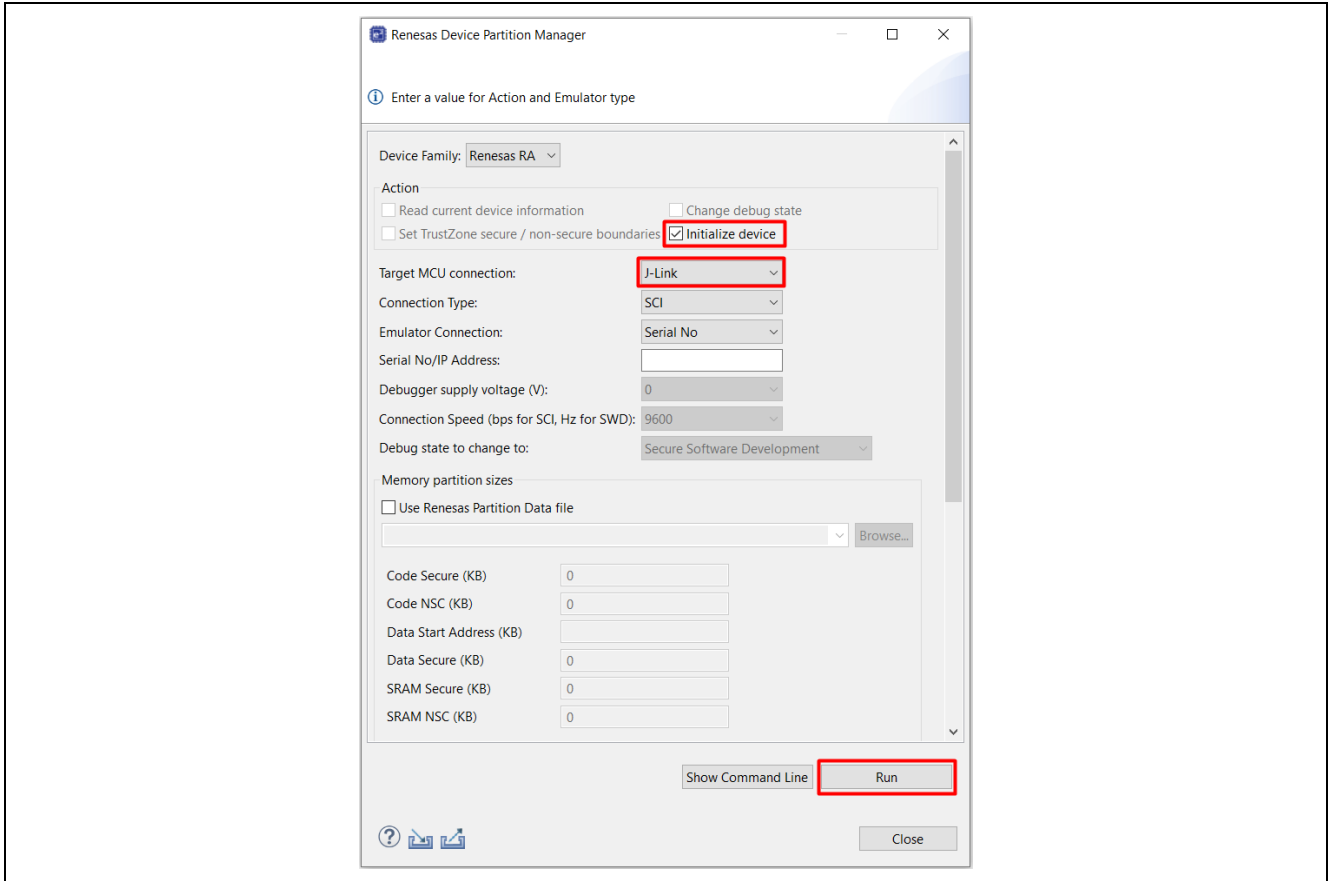 Renesas Device Partition Manager
Enter a value for Action and Emulator type
Device Family: Renesas RA
Action
Read current device information Change debug state
Set TrustZone secure / non-secure boundaries Initialize device
Target MCU connection: J-Link
Connection Type: SCI
Emulator Connection: Serial No
Serial No/IP Address:
Debugger supply voltage (V): 0
Connection Speed (bps for SCI, Hz for SWD): 9600
Debug state to change to: Secure Software Development
Memory partition sizes
Use Renesas Partition Data file
Browse...
Code Secure (KB) 0
Code NSC (KB) 0
Data Start Address (KB)
Data Secure (KB) 0
SRAM Secure (KB) 0
SRAM NSC (KB) 0
Show Command Line Run
Close